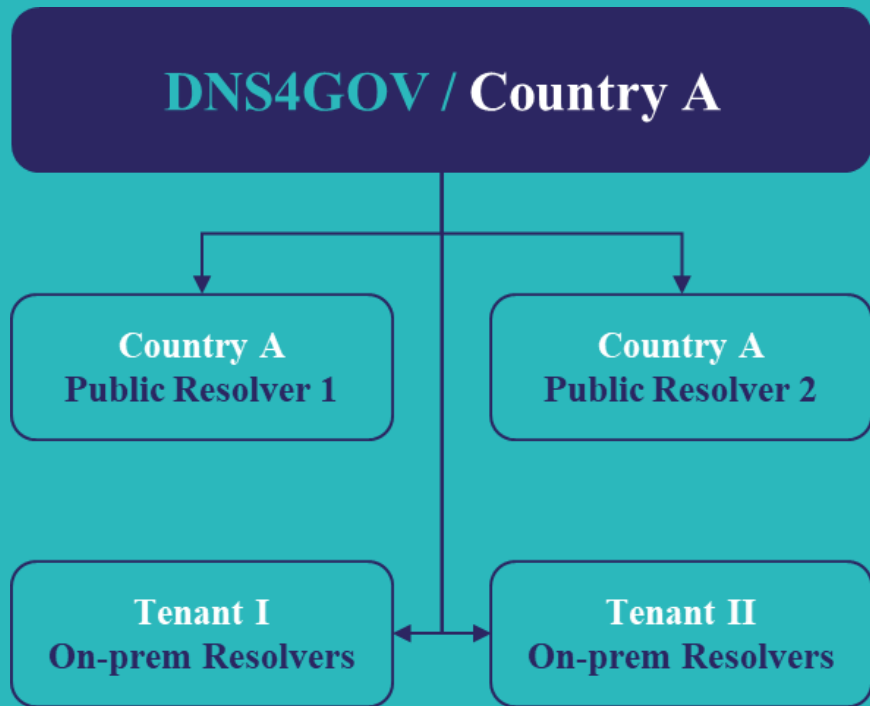 DNS4GOV / Country A
Country A
Public Resolver 1
Country A
Public Resolver 2
Tenant I
On-prem Resolvers
Tenant II
On-prem Resolvers